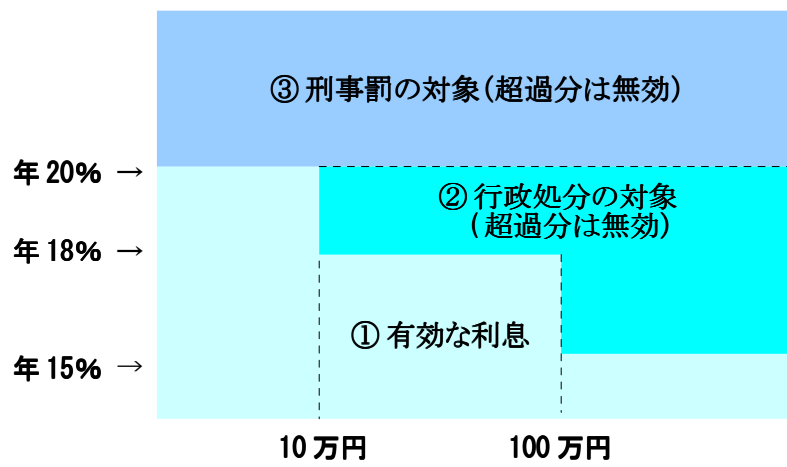 ③ 刑事罰の対象(超過分は無効)
年 20% →
② 行政処分の対象
(超過分は無効)
年 18% →
① 有効な利息
年 15% →
10 万円
100 万円